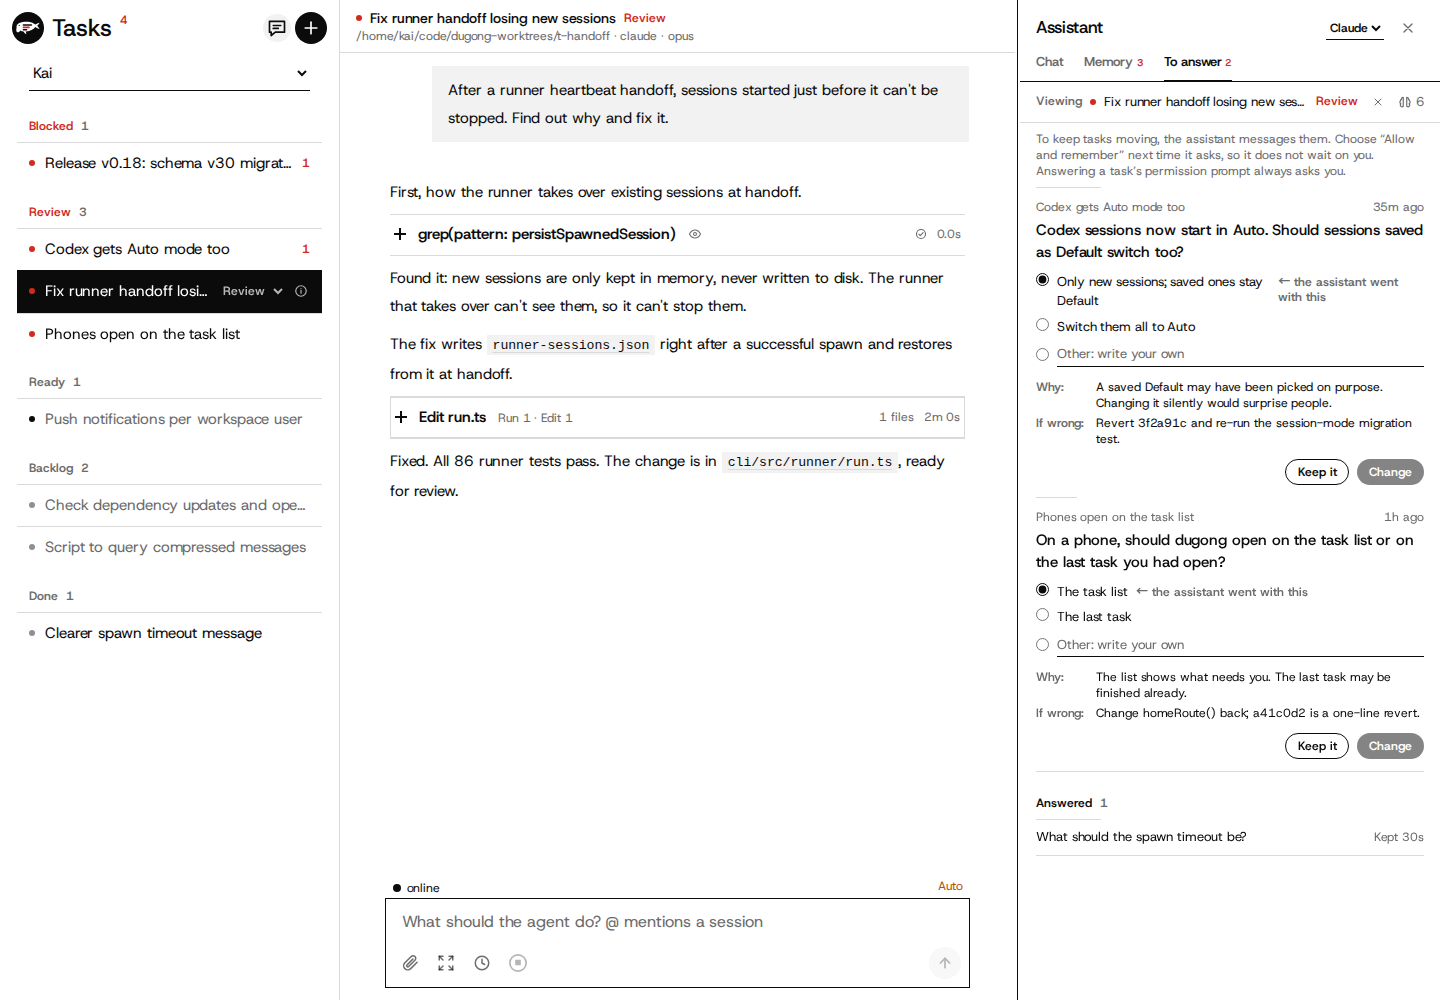 Tasks 4
Kai
Blocked 1
Release v0.18: schema v30 migrat... 1
Review 3
Codex gets Auto mode too 1
Fix runner handoff losi... Review
Phones open on the task list
Ready 1
Push notifications per workspace user
Backlog 2
Check dependency updates and ope...
Script to query compressed messages
Done 1
Clearer spawn timeout message
Fix runner handoff losing new sessions Review
/home/kai/code/dugong-worktrees/t-handoff · claude · opus
After a runner heartbeat handoff, sessions started just before it can't be
stopped. Find out why and fix it.
First, how the runner takes over existing sessions at handoff.
grep(pattern: persistSpawnedSession) 0.0s
Found it: new sessions are only kept in memory, never written to disk. The runner
that takes over can't see them, so it can't stop them.
The fix writes runner-sessions.json right after a successful spawn and restores
from it at handoff.
Edit run.ts Run 1 · Edit 1 1 files 2m 0s
Fixed. All 86 runner tests pass. The change is in cli/src/runner/run.ts, ready
for review.
online Auto
What should the agent do? @ mentions a session
Assistant Claude
Chat Memory 3 To answer 2
Viewing Fix runner handoff losing new ses... Review 6
To keep tasks moving, the assistant messages them. Choose “Allow
and remember” next time it asks, so it does not wait on you.
Answering a task's permission prompt always asks you.
Codex gets Auto mode too 35m ago
Codex sessions now start in Auto. Should sessions saved
as Default switch too?
Only new sessions; saved ones stay
Default
← the assistant went
with this
Switch them all to Auto
Other: write your own
Why: A saved Default may have been picked on purpose.
Changing it silently would surprise people.
If wrong: Revert 3f2a91c and re-run the session-mode migration
test.
Keep it Change
Phones open on the task list 1h ago
On a phone, should dugong open on the task list or on
the last task you had open?
The task list ← the assistant went with this
The last task
Other: write your own
Why: The list shows what needs you. The last task may be
finished already.
If wrong: Change homeRoute() back; a41c0d2 is a one-line revert.
Keep it Change
Answered 1
What should the spawn timeout be? Kept 30s